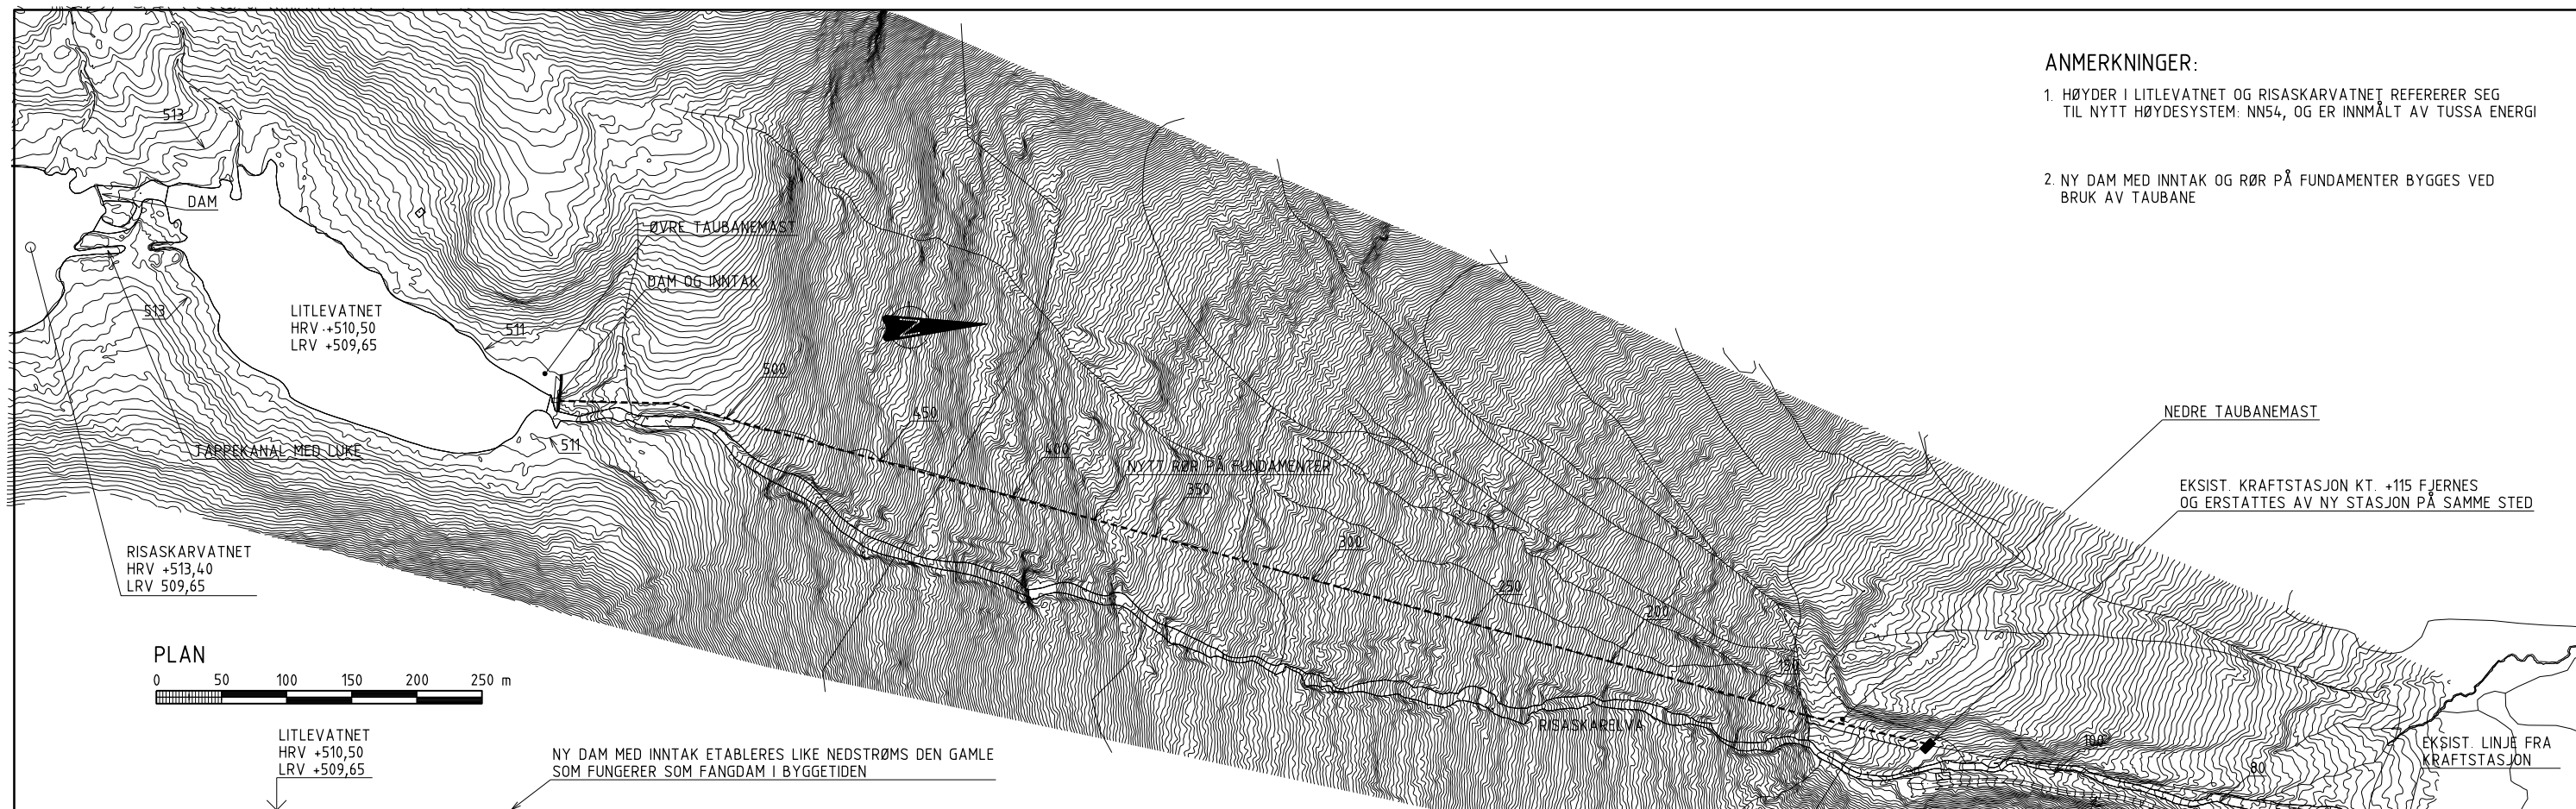 ANMERKNINGER:
1. HØYDER I LITLEVATNET OG RISASKARVATNET REFERERER SEG
TIL NYTT HØYDESYSTEM: NN54, OG ER INNMÅLT AV TUSSA ENERGI
2. NY DAM MED INNTAK OG RØR PÅ FUNDAMENTER BYGGES VED
BRUK AV TAUBANE
513
DAM
ØVRE TAUBANEMAST
DAM OG INNTAK
513
LITLEVATNET
HRV +510,50
LRV +509,65
511
N
500
450
511
TAPPEKANAL MED LUKE
400
NYTT RØR PÅ FUNDAMENTER
350
300
250
200
150
NEDRE TAUBANEMAST
EKSIST. KRAFTSTASJON KT. +115 FJERNES
OG ERSTATTES AV NY STASJON PÅ SAMME STED
RISASKARVATNET
HRV +513,40
LRV 509,65
PLAN
0 50 100 150 200 250 m
RISASKARELVA
100
80
EKSIST. LINJE FRA
KRAFTSTASJON
LITLEVATNET
HRV +510,50
LRV +509,65
NY DAM MED INNTAK ETABLERES LIKE NEDSTRØMS DEN GAMLE
SOM FUNGERER SOM FANGDAM I BYGGETIDEN